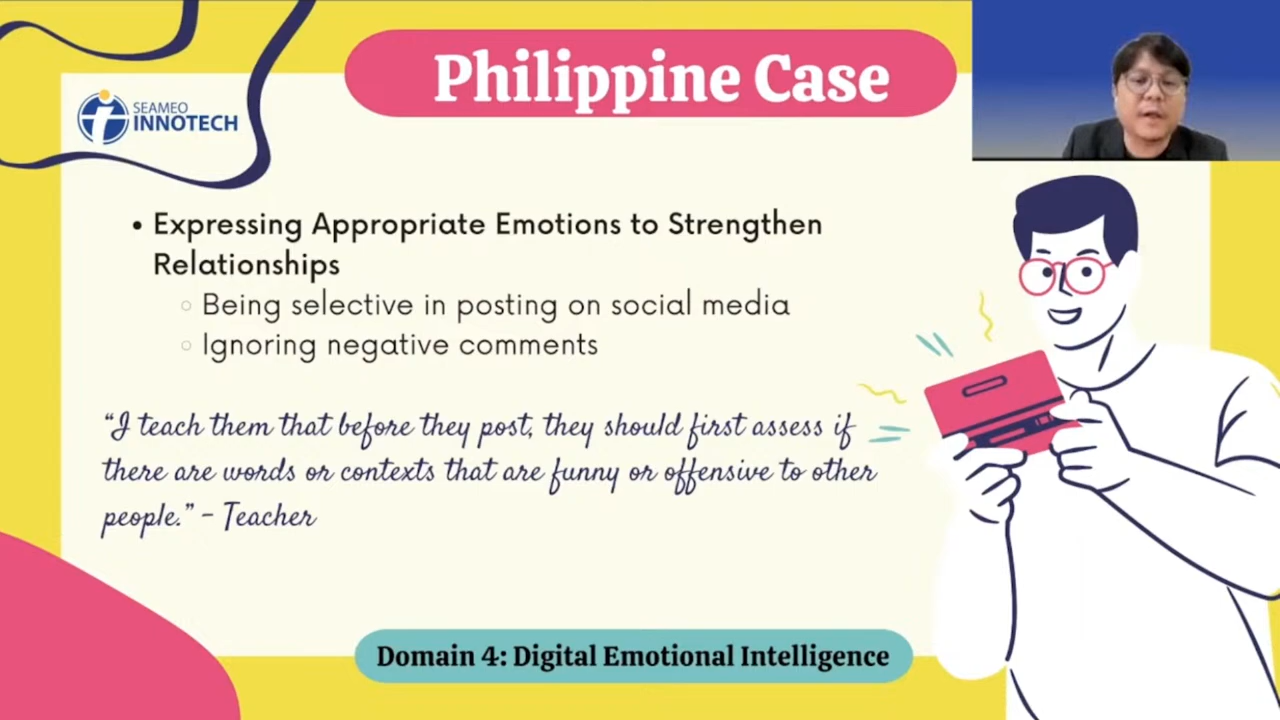 Philippine Case
SEAMEO
INNOTECH
• Expressing Appropriate Emotions to Strengthen
Relationships
○ Being selective in posting on social media
○ Ignoring negative comments
“I teach them that before they post, they should first assess if
there are words or contexts that are funny or offensive to other
people.” – Teacher
Domain 4: Digital Emotional Intelligence